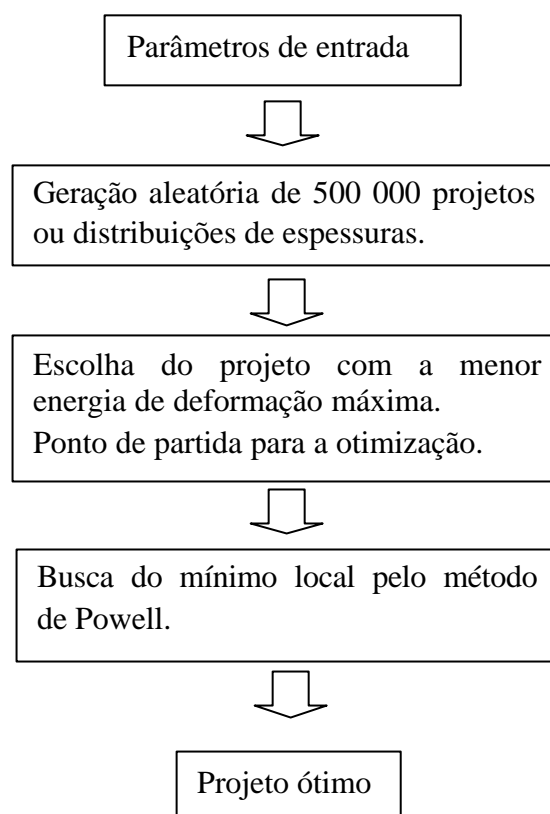 Parâmetros de entrada
Geração aleatória de 500 000 projetos
ou distribuições de espessuras.
Escolha do projeto com a menor
energia de deformação máxima.
Ponto de partida para a otimização.
Busca do mínimo local pelo método
de Powell.
Projeto ótimo